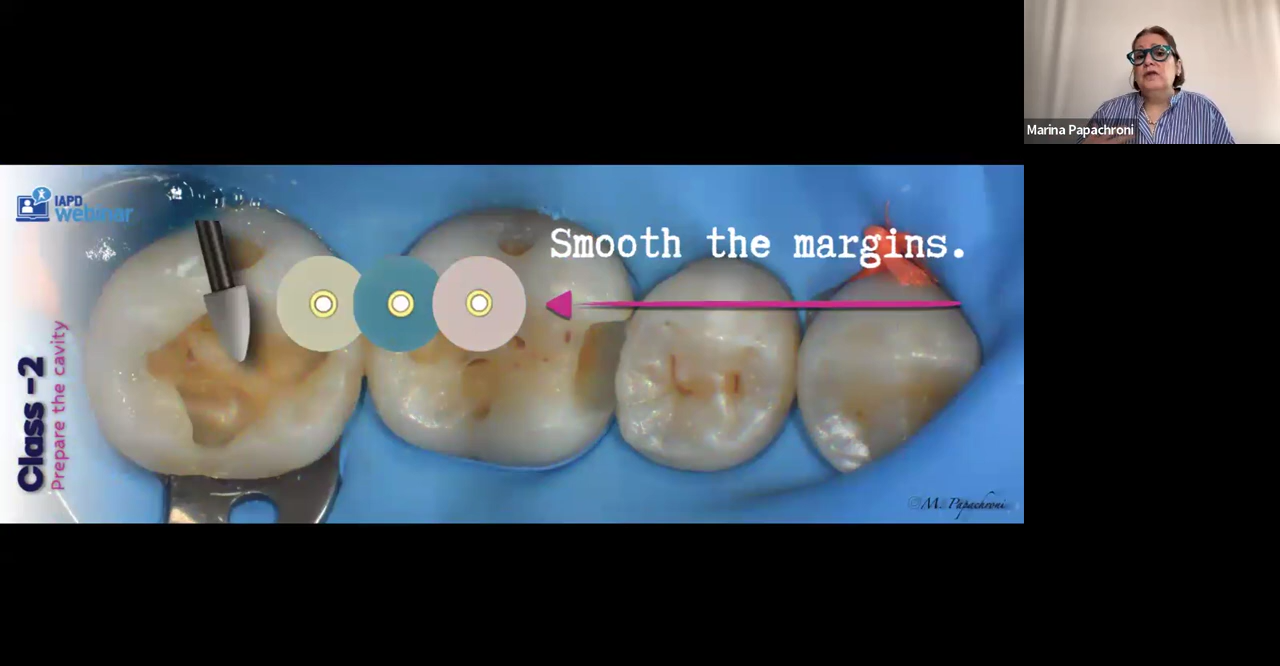 Marina Papachroni
IAPD
webinar
Smooth the margins.
Class -2
Prepare the cavity
©M. Papachroni